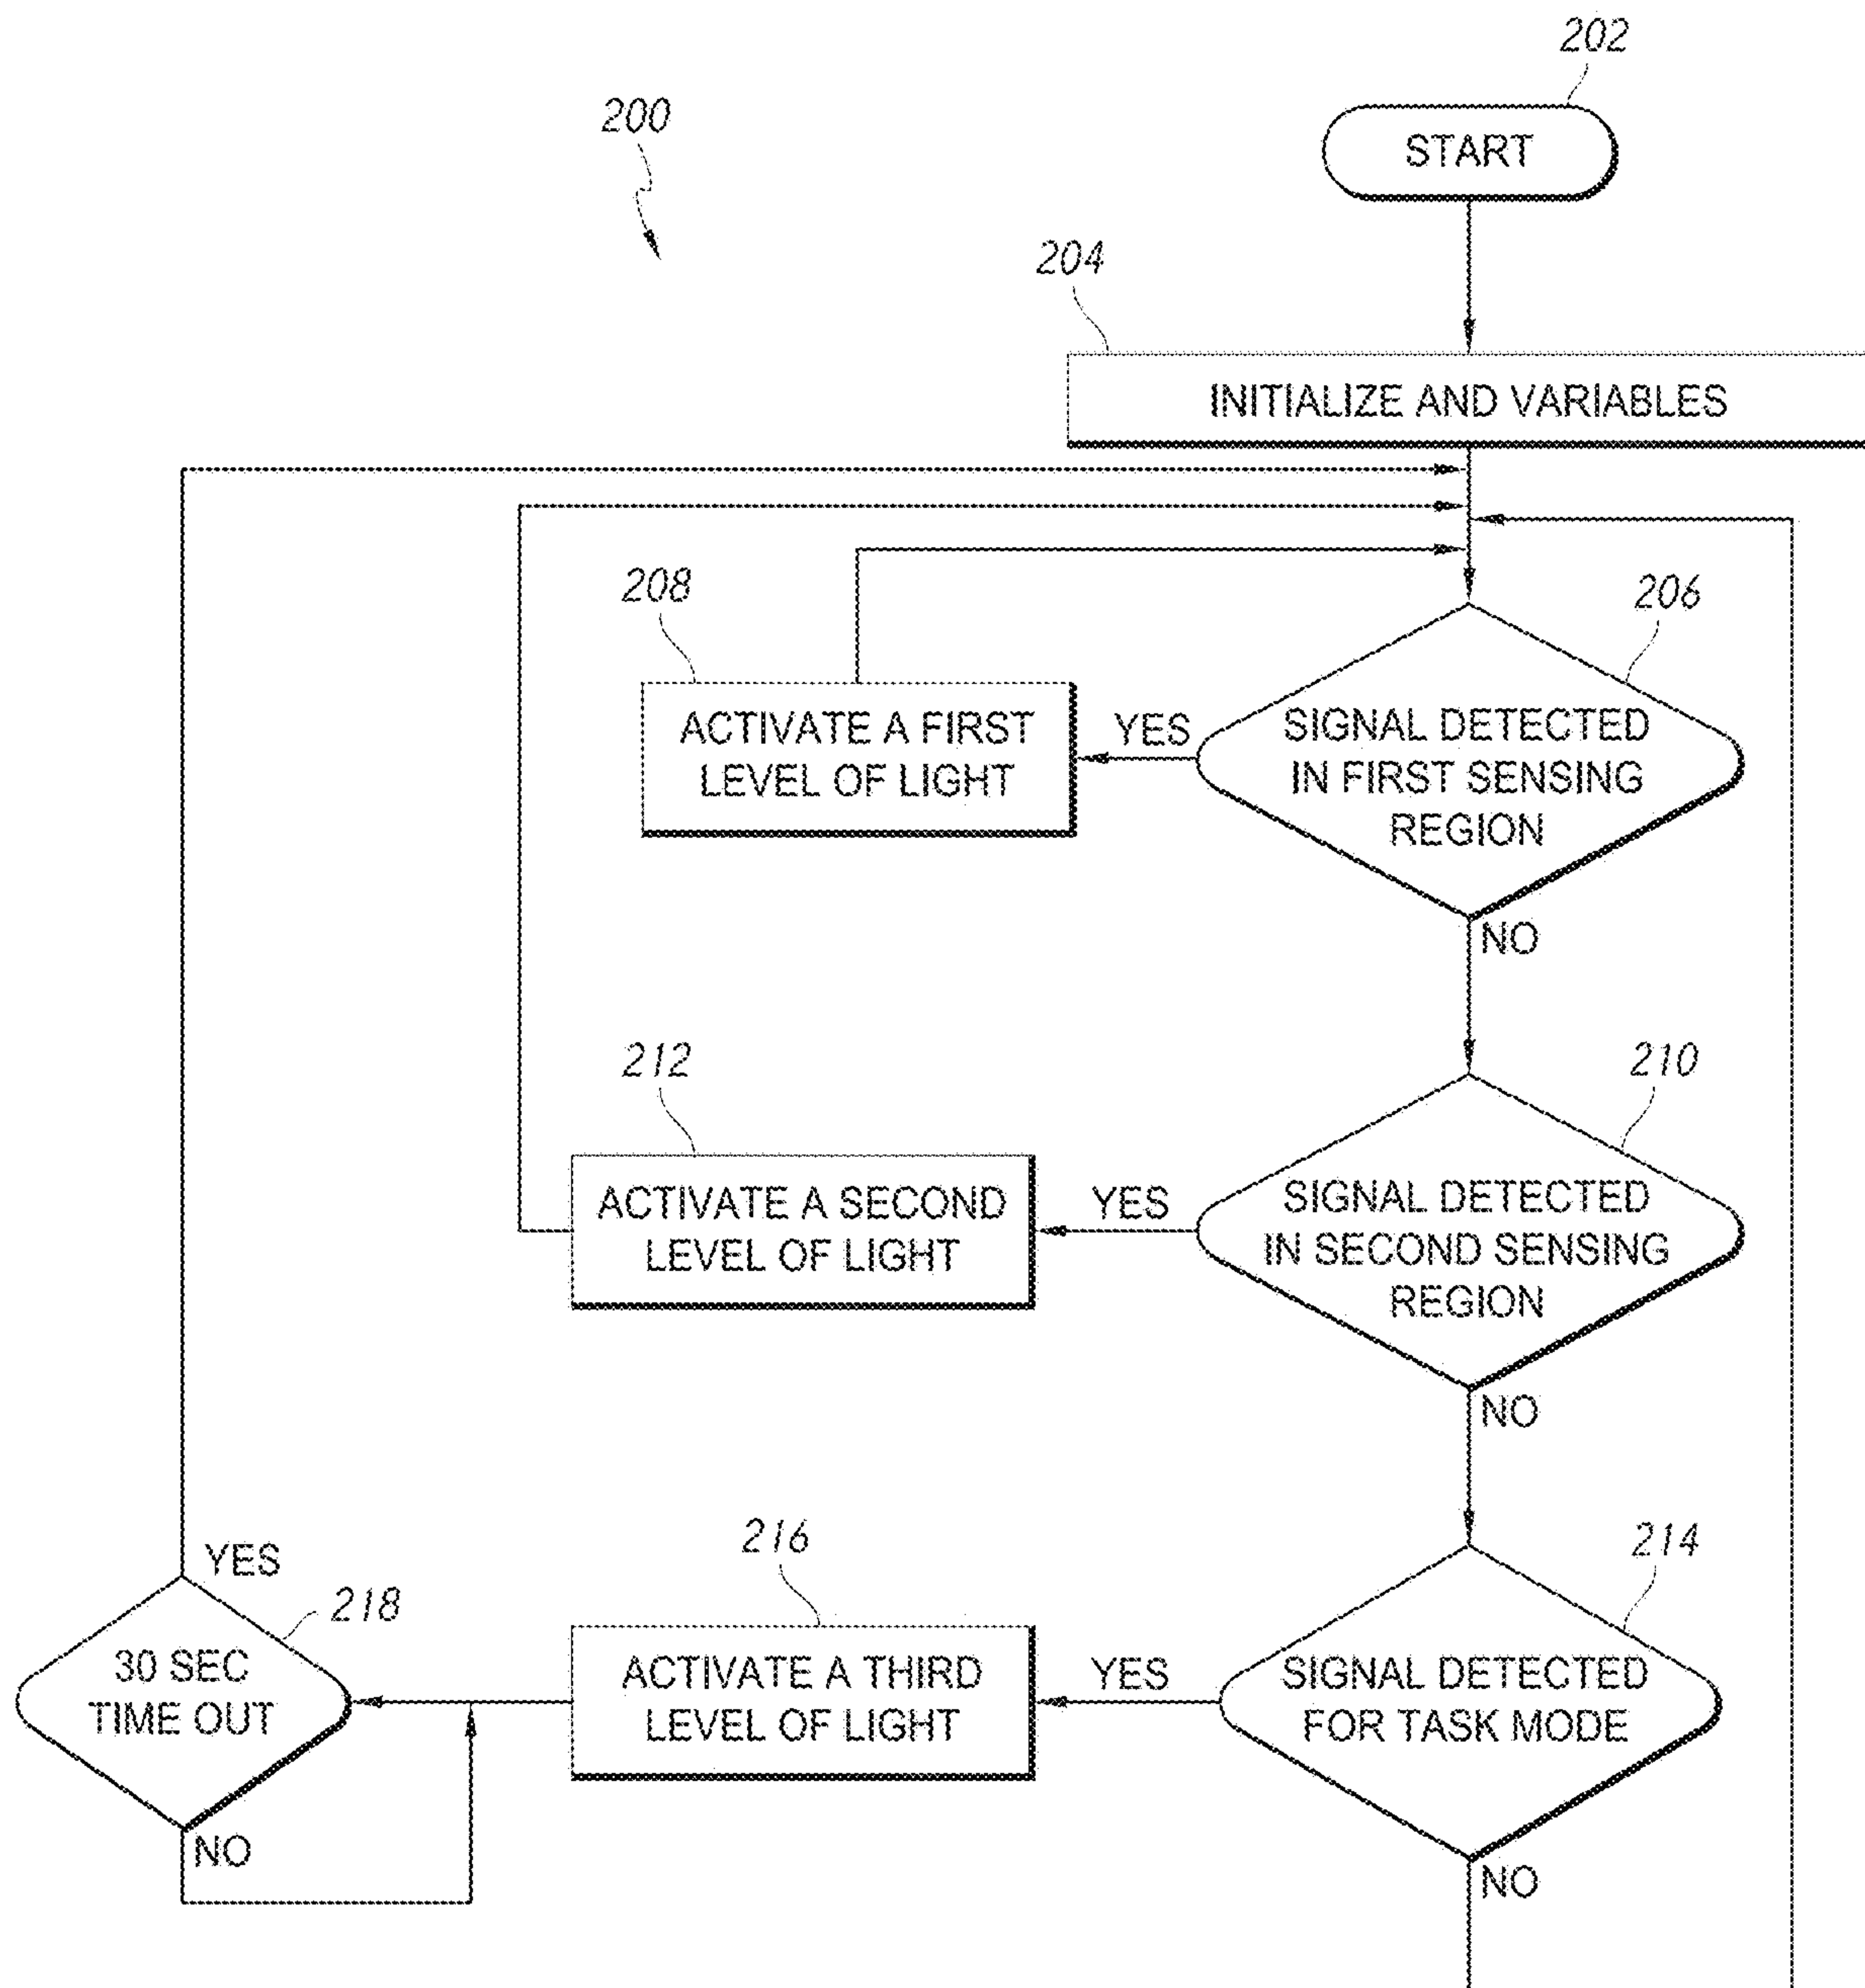 202
200
START
204
INITIALIZE AND VARIABLES
208
206
ACTIVATE A FIRST
LEVEL OF LIGHT
YES
SIGNAL DETECTED
IN FIRST SENSING
REGION
NO
212
210
ACTIVATE A SECOND
LEVEL OF LIGHT
YES
SIGNAL DETECTED
IN SECOND SENSING
REGION
NO
216
214
YES
218
30 SEC
TIME OUT
ACTIVATE A THIRD
LEVEL OF LIGHT
YES
SIGNAL DETECTED
FOR TASK MODE
NO
NO